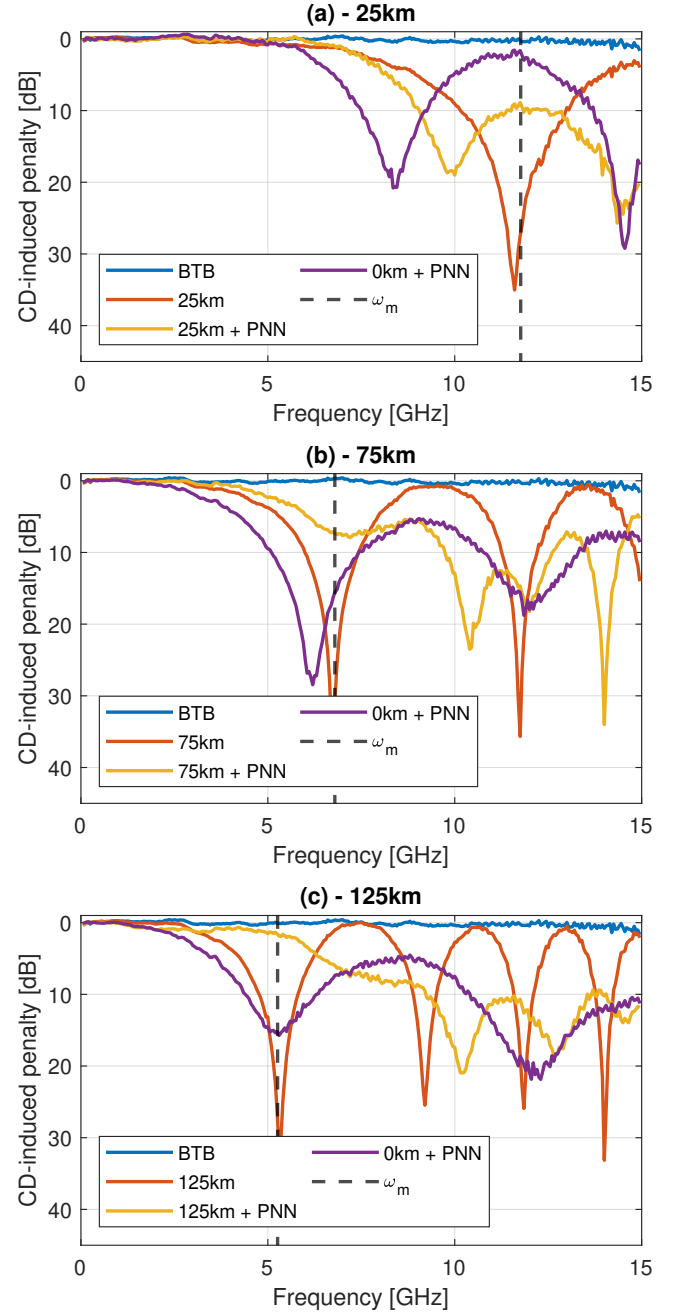 (a) - 25km
CD-induced penalty [dB]
0
10
20
30
40
BTB
25km
25km + PNN
0km + PNN
ω_m
0
5
10
15
Frequency [GHz]
(b) - 75km
CD-induced penalty [dB]
0
10
20
30
40
BTB
75km
75km + PNN
0km + PNN
ω_m
0
5
10
15
Frequency [GHz]
(c) - 125km
CD-induced penalty [dB]
0
10
20
30
40
BTB
125km
125km + PNN
0km + PNN
ω_m
0
5
10
15
Frequency [GHz]